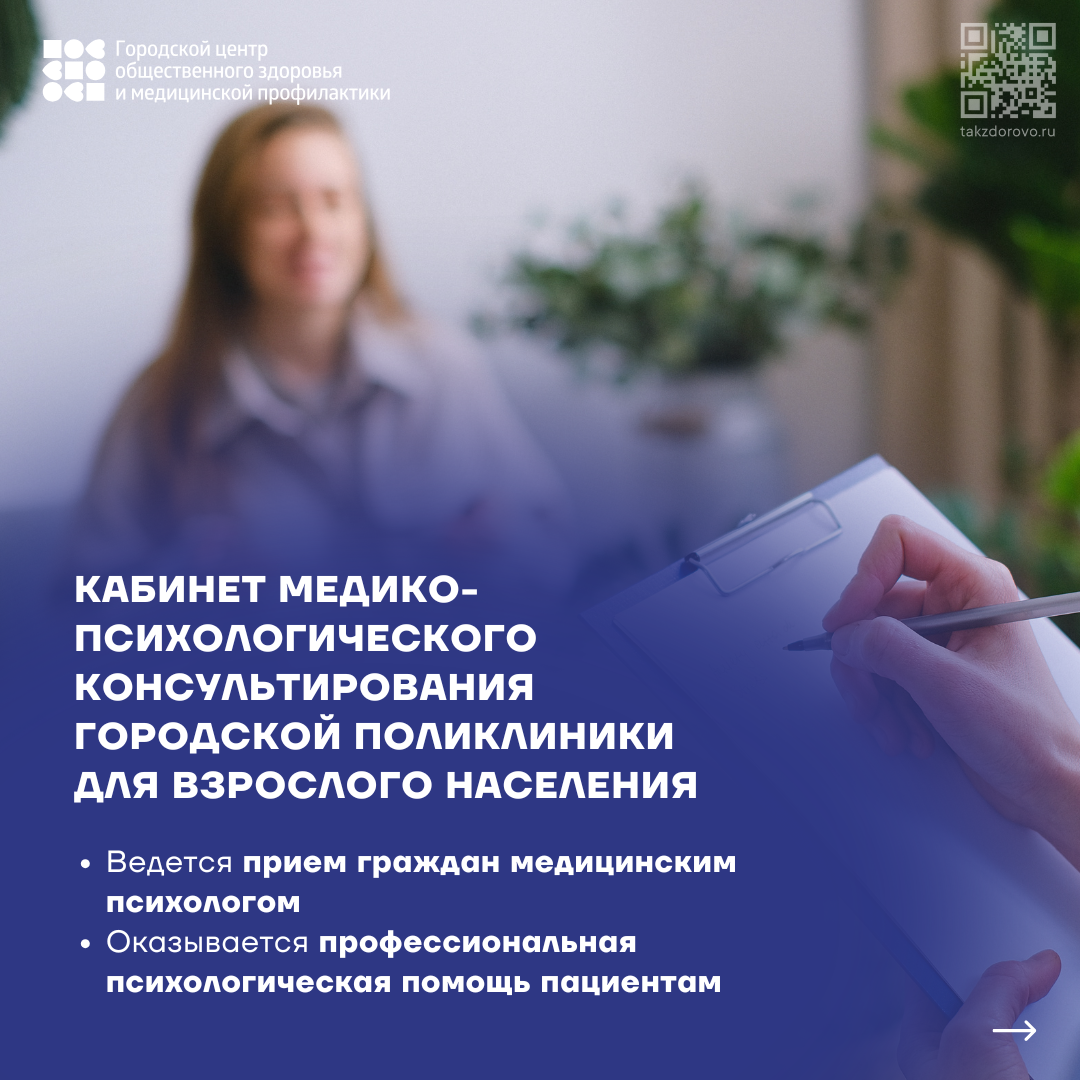 Городской центр
общественного здоровья
и медицинской профилактики
takzdorovo.ru
КАБИНЕТ МЕДИКО-
ПСИХОЛОГИЧЕСКОГО
КОНСУЛЬТИРОВАНИЯ
ГОРОДСКОЙ ПОЛИКЛИНИКИ
ДЛЯ ВЗРОСЛОГО НАСЕЛЕНИЯ
• Ведется прием граждан медицинским
психологом
• Оказывается профессиональная
психологическая помощь пациентам